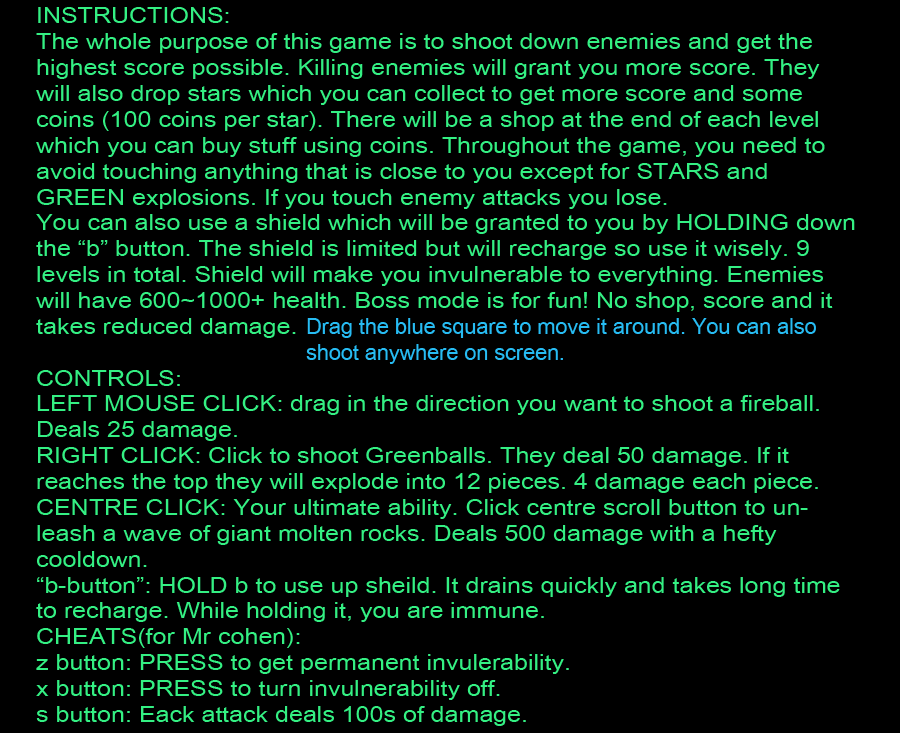 INSTRUCTIONS:
The whole purpose of this game is to shoot down enemies and get the
highest score possible. Killing enemies will grant you more score. They
will also drop stars which you can collect to get more score and some
coins (100 coins per star). There will be a shop at the end of each level
which you can buy stuff using coins. Throughout the game, you need to
avoid touching anything that is close to you except for STARS and
GREEN explosions. If you touch enemy attacks you lose.
You can also use a shield which will be granted to you by HOLDING down
the “b” button. The shield is limited but will recharge so use it wisely. 9
levels in total. Shield will make you invulnerable to everything. Enemies
will have 600~1000+ health. Boss mode is for fun! No shop, score and it
takes reduced damage. Drag the blue square to move it around. You can also
shoot anywhere on screen.
CONTROLS:
LEFT MOUSE CLICK: drag in the direction you want to shoot a fireball.
Deals 25 damage.
RIGHT CLICK: Click to shoot Greenballs. They deal 50 damage. If it
reaches the top they will explode into 12 pieces. 4 damage each piece.
CENTRE CLICK: Your ultimate ability. Click centre scroll button to un-
leash a wave of giant molten rocks. Deals 500 damage with a hefty
cooldown.
“b-button”: HOLD b to use up sheild. It drains quickly and takes long time
to recharge. While holding it, you are immune.
CHEATS(for Mr cohen):
z button: PRESS to get permanent invulerability.
x button: PRESS to turn invulnerability off.
s button: Eack attack deals 100s of damage.